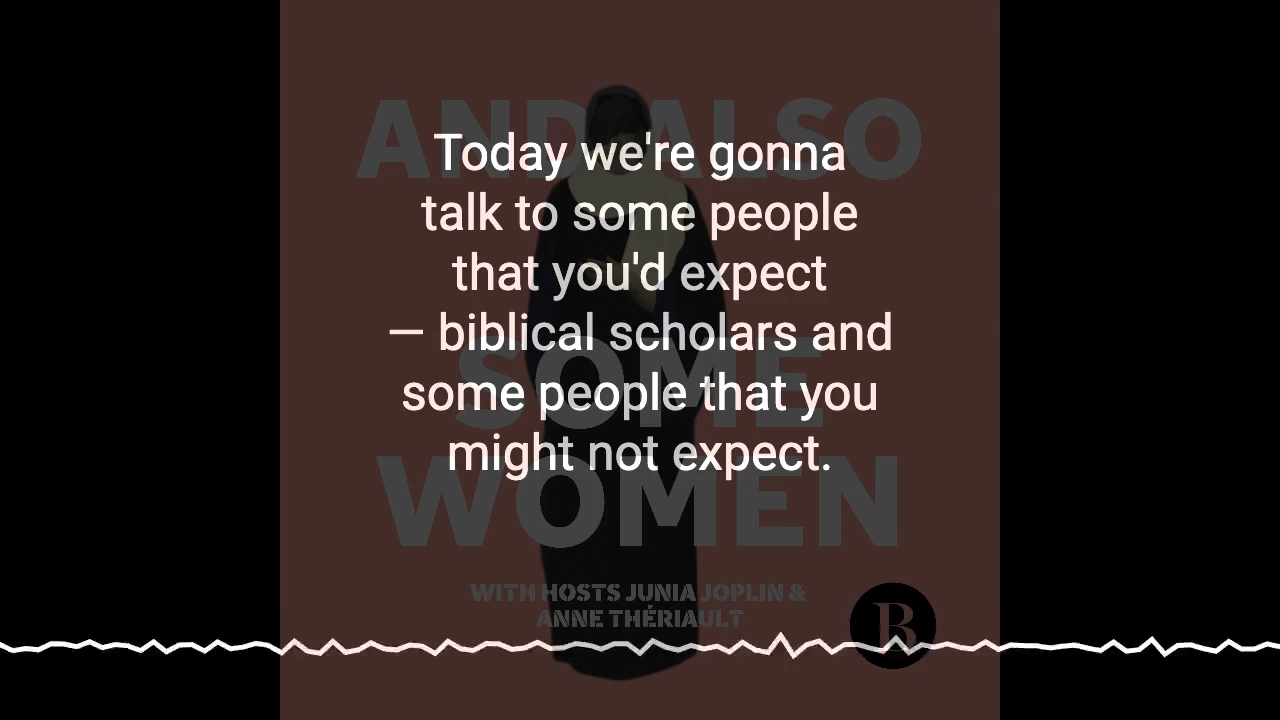 AND ALSO
Today we're gonna
talk to some people
that you'd expect
— biblical scholars and
some people that you
might not expect.
SOME
WOMEN
WITH HOSTS JUNIA JOPLIN &
ANNE THÉRIAULT
B